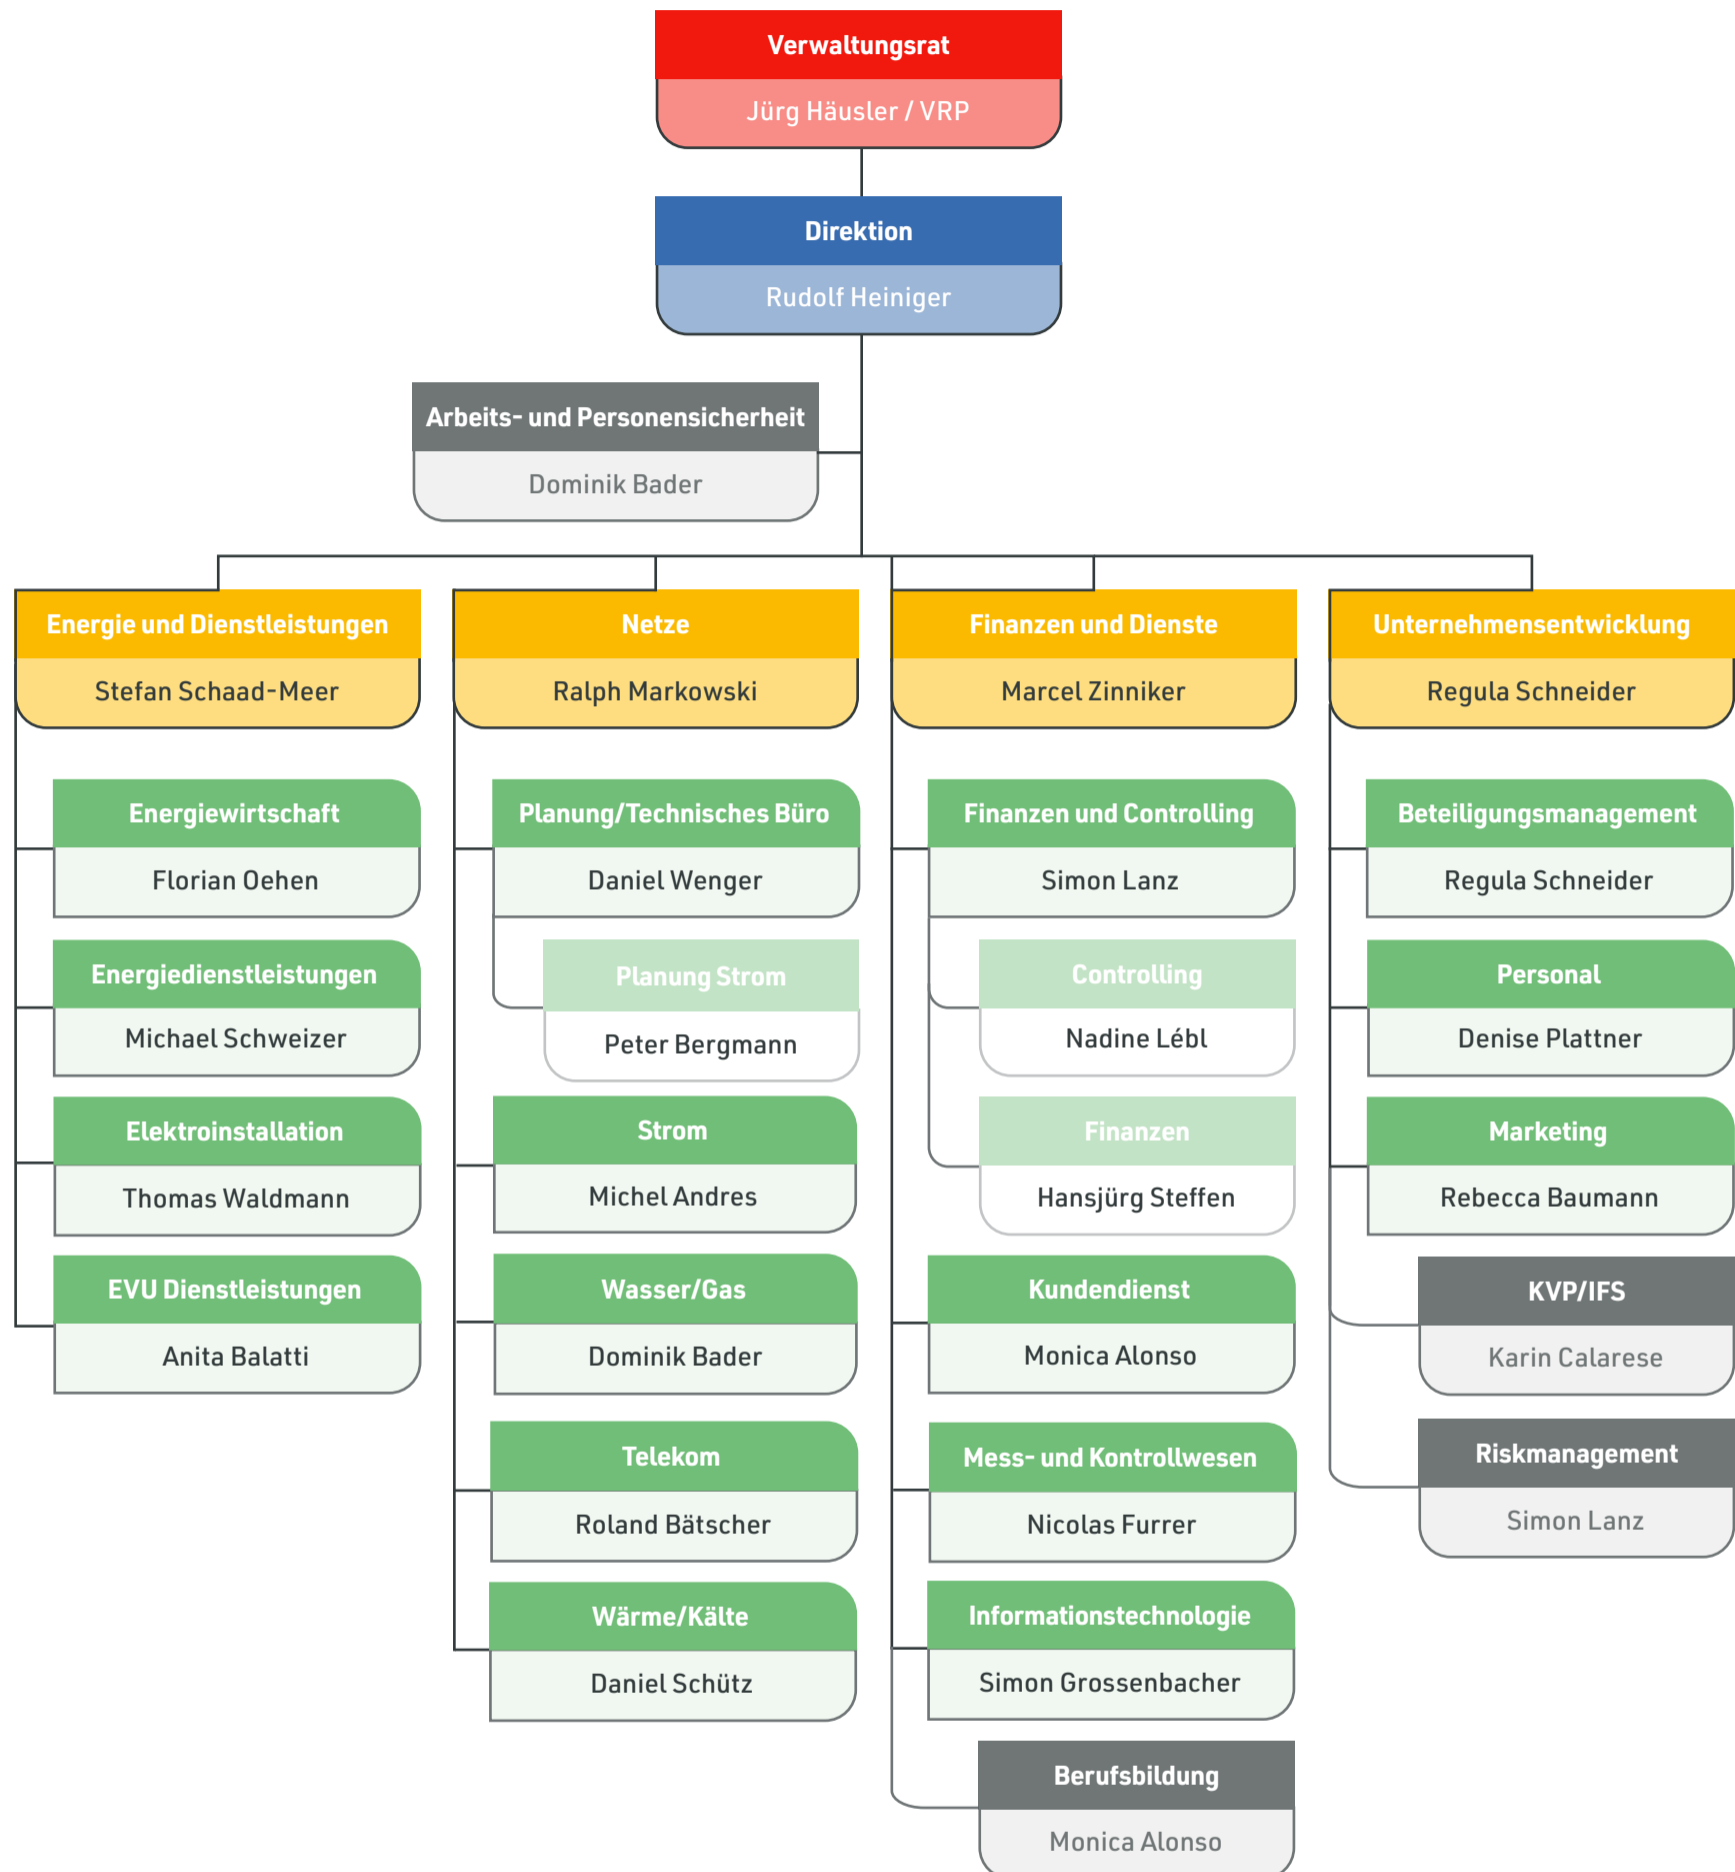 Verwaltungsrat
Jürg Häusler / VRP
Direktion
Rudolf Heiniger
Arbeits- und Personensicherheit
Dominik Bader
Energie und Dienstleistungen
Stefan Schaad-Meer
Energiewirtschaft
Florian Oehen
Energiedienstleistungen
Michael Schweizer
Elektroinstallation
Thomas Waldmann
EVU Dienstleistungen
Anita Balatti
Netze
Ralph Markowski
Planung/Technisches Büro
Daniel Wenger
Planung Strom
Peter Bergmann
Strom
Michel Andres
Wasser/Gas
Dominik Bader
Telekom
Roland Bätscher
Wärme/Kälte
Daniel Schütz
Finanzen und Dienste
Marcel Zinniker
Finanzen und Controlling
Simon Lanz
Controlling
Nadine Lébl
Finanzen
Hansjürg Steffen
Kundendienst
Monica Alonso
Mess- und Kontrollwesen
Nicolas Furrer
Informationstechnologie
Simon Grossenbacher
Berufsbildung
Monica Alonso
Unternehmensentwicklung
Regula Schneider
Beteiligungsmanagement
Regula Schneider
Personal
Denise Plattner
Marketing
Rebecca Baumann
KVP/IFS
Karin Calarese
Riskmanagement
Simon Lanz